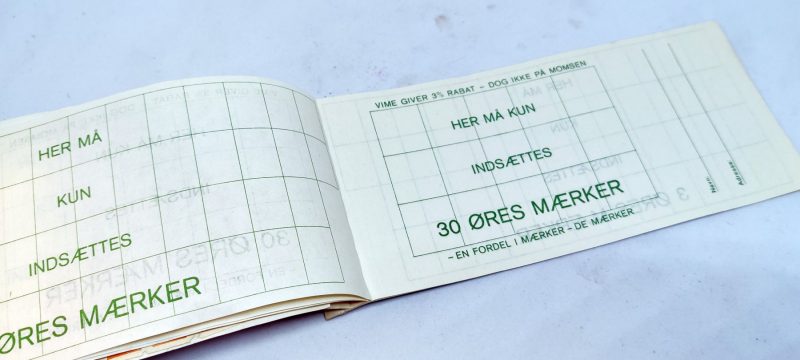 HER MÅ
KUN
INDSÆTTES
ØRES MÆRKER
VIME GIVER 3% RABAT – DOG IKKE PÅ MOMSEN
HER MÅ KUN
INDSÆTTES
30 ØRES MÆRKER
– EN FORDEL I MÆRKER – DE MÆRKER
Navn:
Adresse: